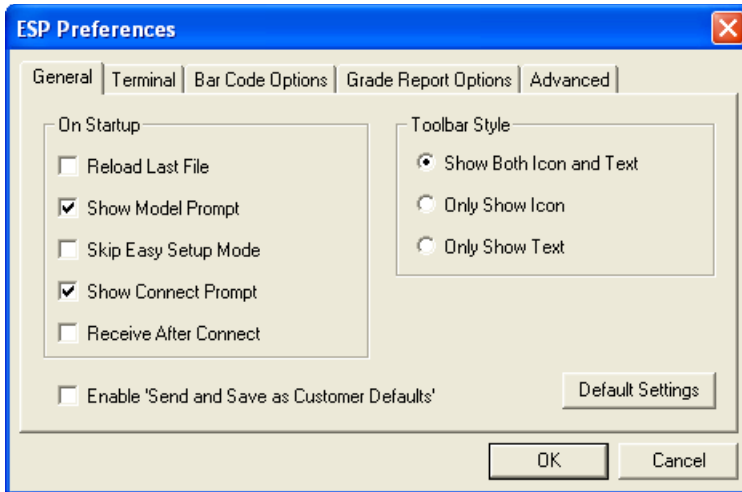 ESP Preferences
General Terminal Bar Code Options Grade Report Options Advanced
On Startup
Reload Last File
Show Model Prompt
Skip Easy Setup Mode
Show Connect Prompt
Receive After Connect
Toolbar Style
Show Both Icon and Text
Only Show Icon
Only Show Text
Enable 'Send and Save as Customer Defaults'
Default Settings
OK Cancel